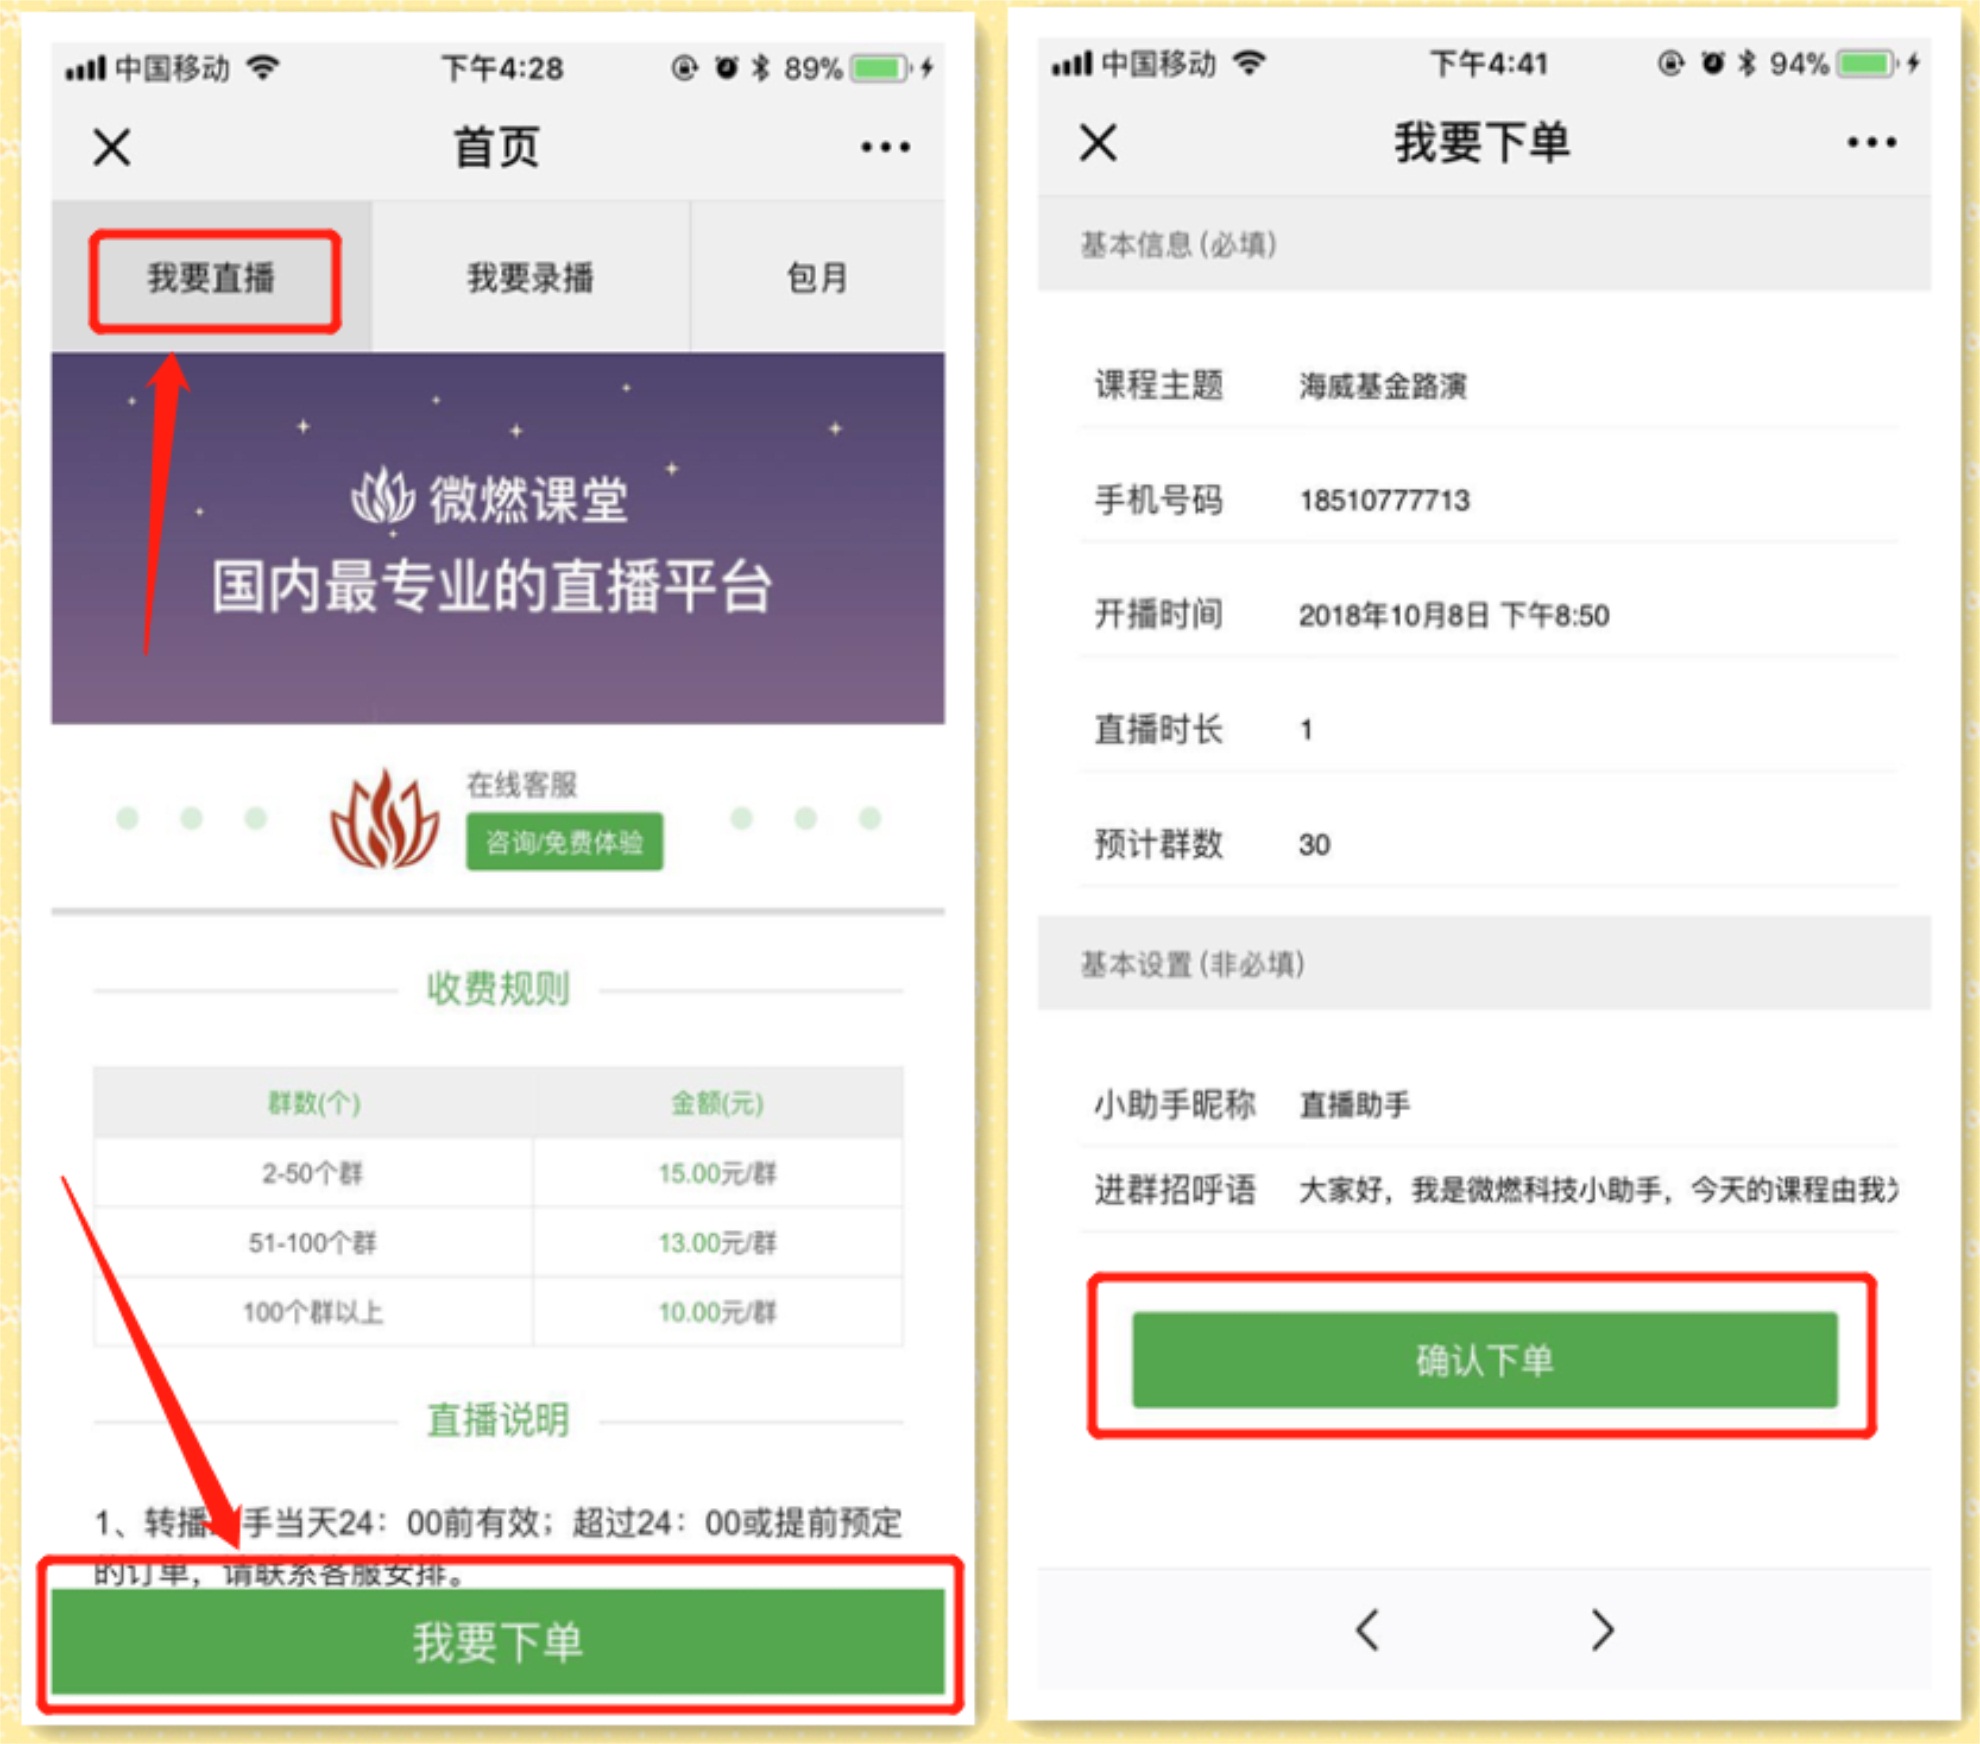 中国移动 下午4:28 89%
首页
我要直播 我要录播 包月
微燃课堂
国内最专业的直播平台
在线客服
咨询/免费体验
收费规则
群数(个) 金额(元)
2-50个群 15.00元/群
51-100个群 13.00元/群
100个群以上 10.00元/群
直播说明
1、转播 手当天24：00前有效；超过24：00或提前预定
的订单，请联系客服安排。
我要下单
中国移动 下午4:41 94%
我要下单
基本信息(必填)
课程主题 海威基金路演
手机号码 18510777713
开播时间 2018年10月8日 下午8:50
直播时长 1
预计群数 30
基本设置(非必填)
小助手昵称 直播助手
进群招呼语 大家好，我是微燃科技小助手，今天的课程由我
确认下单